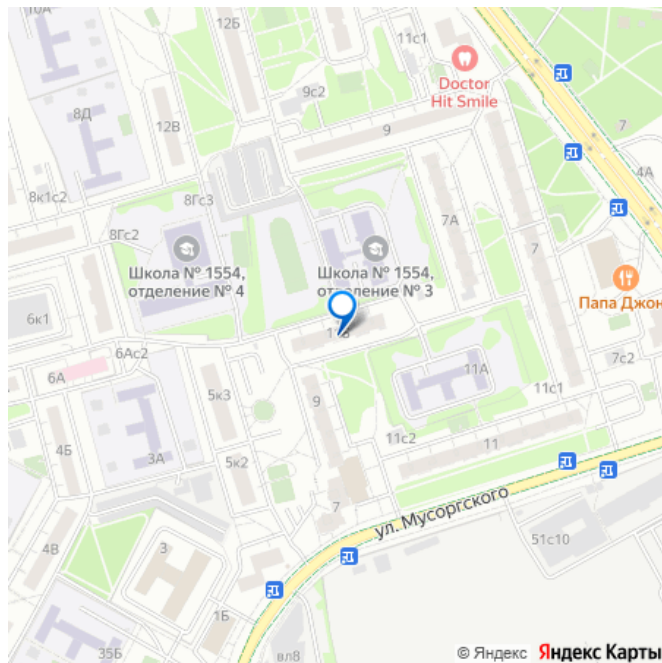 10А
12Б
11с1
Doctor
Hit Smile
9с2
8Д
7
12В
9
4А
8к1с2
8Гс3
7А
8Гс2
7
Школа № 1554,
отделение № 4
Школа № 1554,
отделение № 3
Папа Джон
6к1
6Ас2
7с2
6А
11А
11с1
5к3
9
4Б
11с2
11
3А
5к2
7
ул. Мусоргского
51с10
4В
3
1Б
35Б
вл8
© Яндекс Яндекс Карты